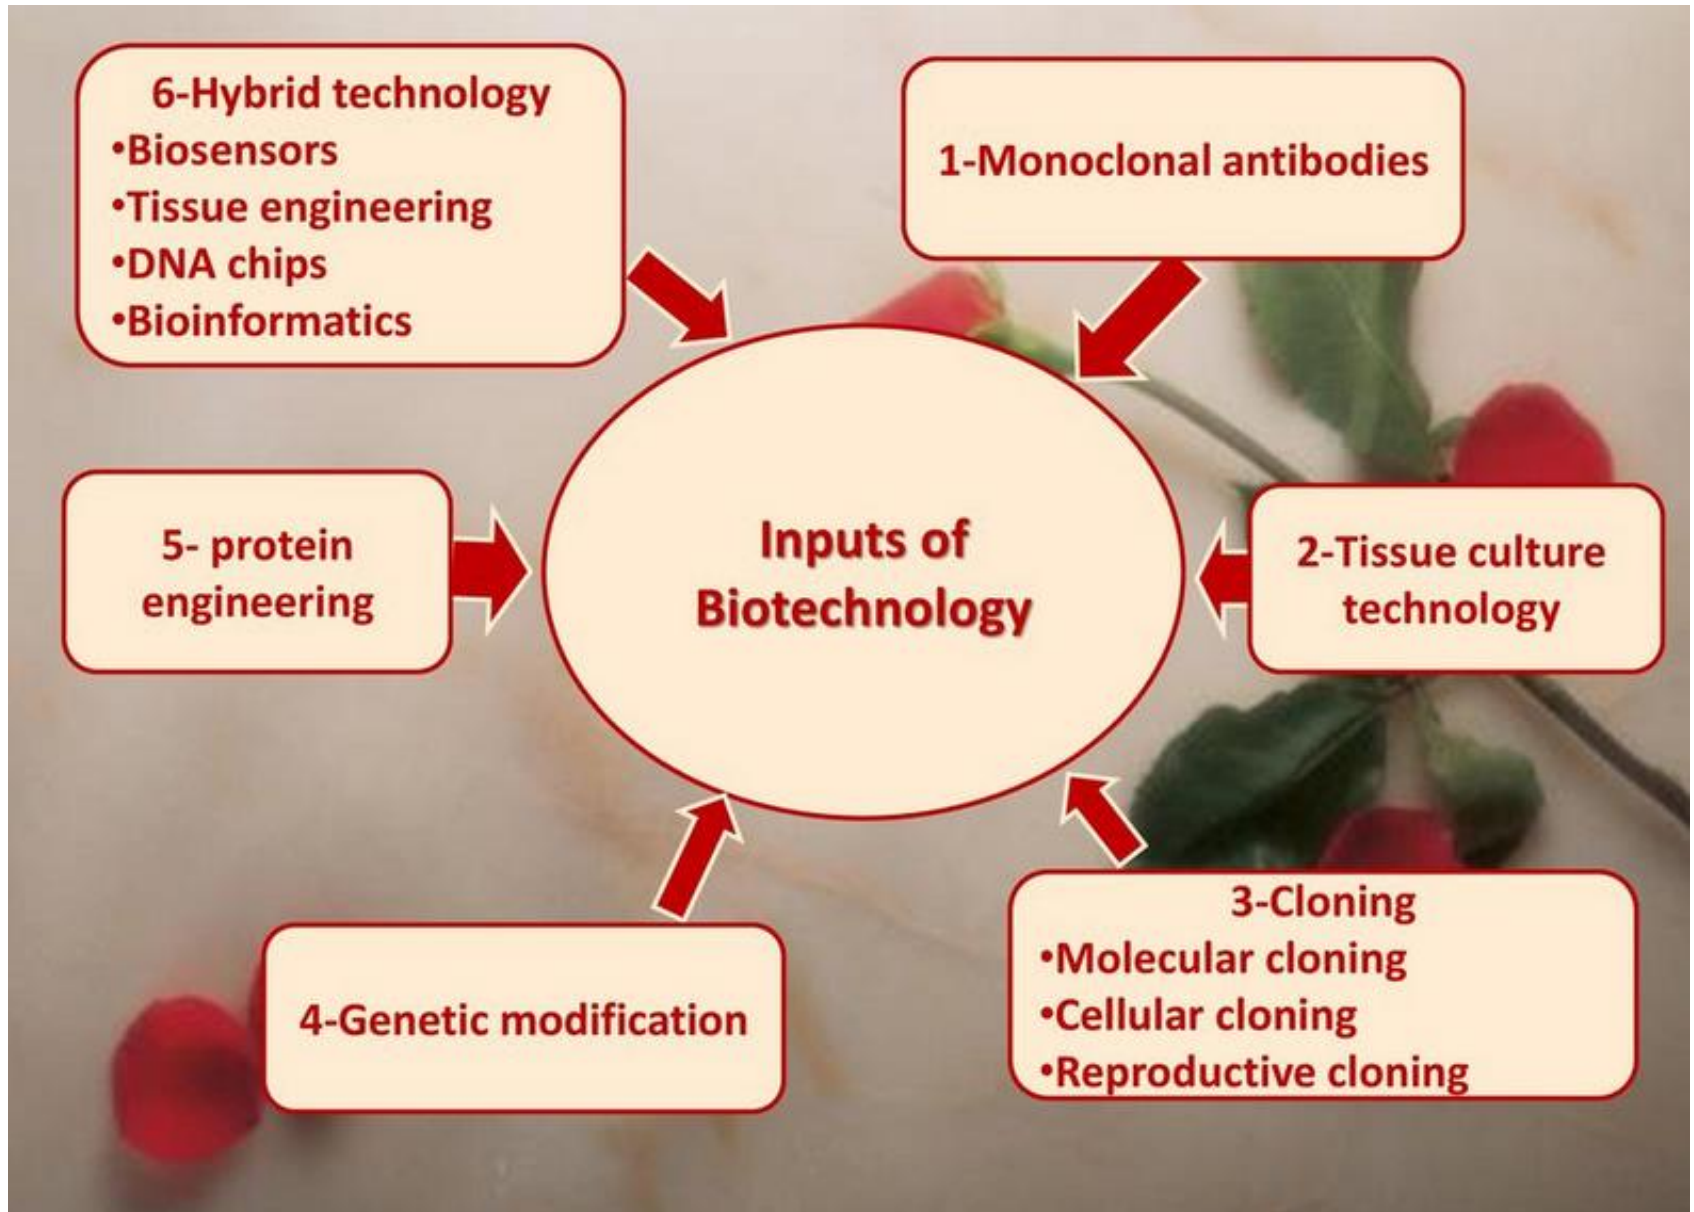 6-Hybrid technology
•Biosensors
•Tissue engineering
•DNA chips
•Bioinformatics
1-Monoclonal antibodies
Inputs of
Biotechnology
5- protein
engineering
2-Tissue culture
technology
4-Genetic modification
3-Cloning
•Molecular cloning
•Cellular cloning
•Reproductive cloning